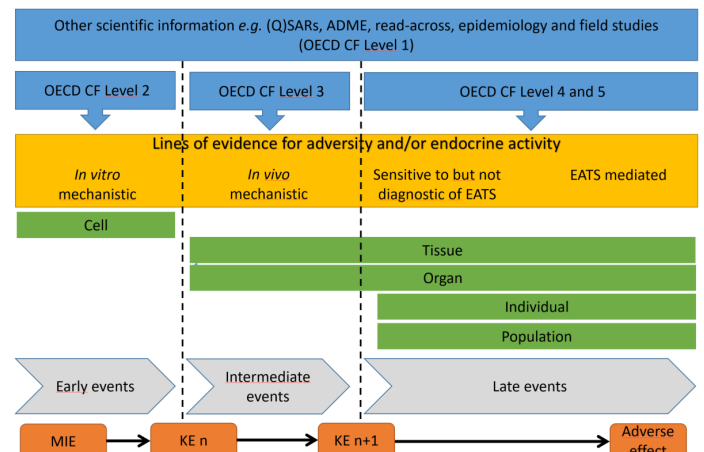 Other scientific information e.g. (Q)SARs, ADME, read-across, epidemiology and field studies
(OECD CF Level 1)
OECD CF Level 2
OECD CF Level 3
OECD CF Level 4 and 5
Lines of evidence for adversity and/or endocrine activity
In vitro
mechanistic
In vivo
mechanistic
Sensitive to but not
diagnostic of EATS
EATS mediated
Cell
Tissue
Organ
Individual
Population
Early events
Intermediate
events
Late events
MIE
KE n
KE n+1
Adverse
effect